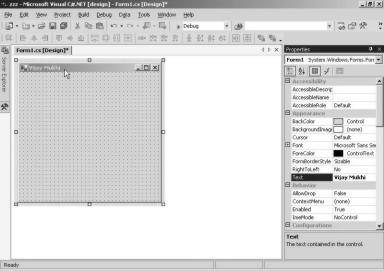 zzz - Microsoft Visual C#.NET [design] - Form1.cs [Design]*
File Edit View Project Build Debug Data Tools Window Help
Debug
Form1.cs [Design]*
Server Explorer
Vijay Mukhi
Properties
Form1 System.Windows.Forms.Form
Accessibility
AccessibleDescrip
AccessibleName
AccessibleRole Default
Appearance
BackColor Control
BackgroundImag (none)
Cursor Default
Font Microsoft Sans Ser
ForeColor ControlText
FormBorderStyle Sizable
RightToLeft No
Text Vijay Mukhi
Behavior
AllowDrop False
ContextMenu (none)
Enabled True
ImeMode NoControl
Configurations
Text
The text contained in the control.
Ready